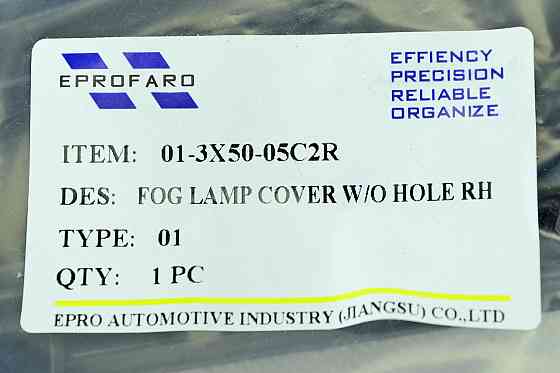 EPROFARO
EFFIENCY
PRECISION
RELIABLE
ORGANIZE
ITEM: 01-3X50-05C2R
DES: FOG LAMP COVER W/O HOLE RH
TYPE: 01
QTY: 1 PC
EPRO AUTOMOTIVE INDUSTRY (JIANGSU) CO.,LTD